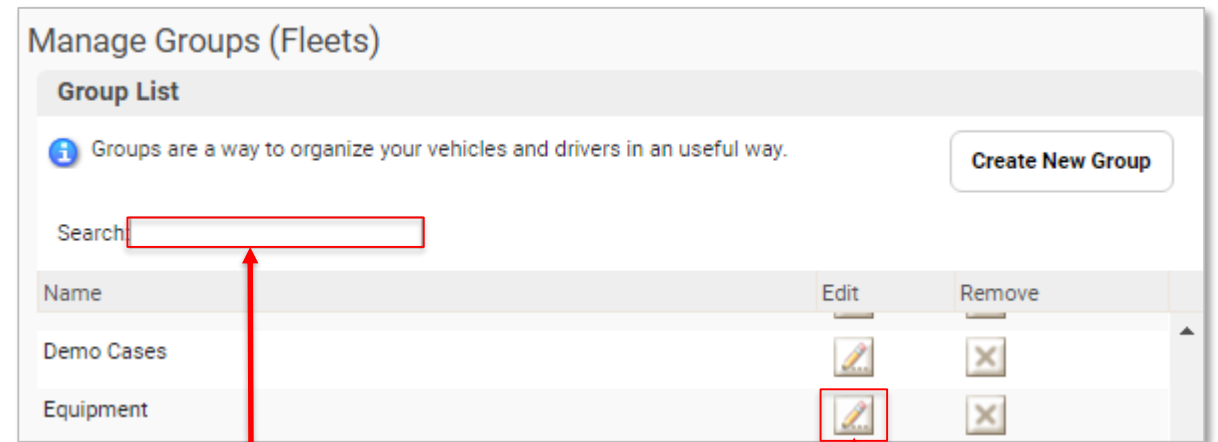 Manage Groups (Fleets)
Group List
Groups are a way to organize your vehicles and drivers in an useful way.
Create New Group
Search:
Name Edit Remove
Demo Cases
Equipment